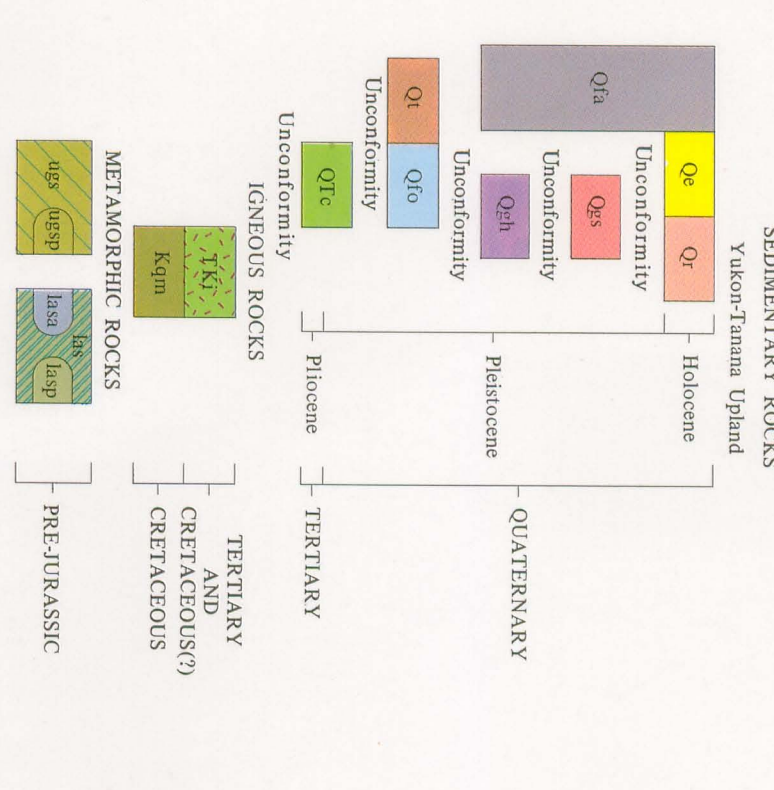 SEDIMENTARY ROCKS
Yukon-Tanana Upland
Qfa
Qe
Qr
Holocene
Unconformity
Qgs
Unconformity
Qgh
Pleistocene
QUATERNARY
Unconformity
Qt
Qfo
Unconformity
QTc
Pliocene
TERTIARY
Unconformity
IGNEOUS ROCKS
TKi
TERTIARY
AND
CRETACEOUS(?)
Kqm
CRETACEOUS
METAMORPHIC ROCKS
ugs
ugsp
las
lasa
lasp
PRE-JURASSIC